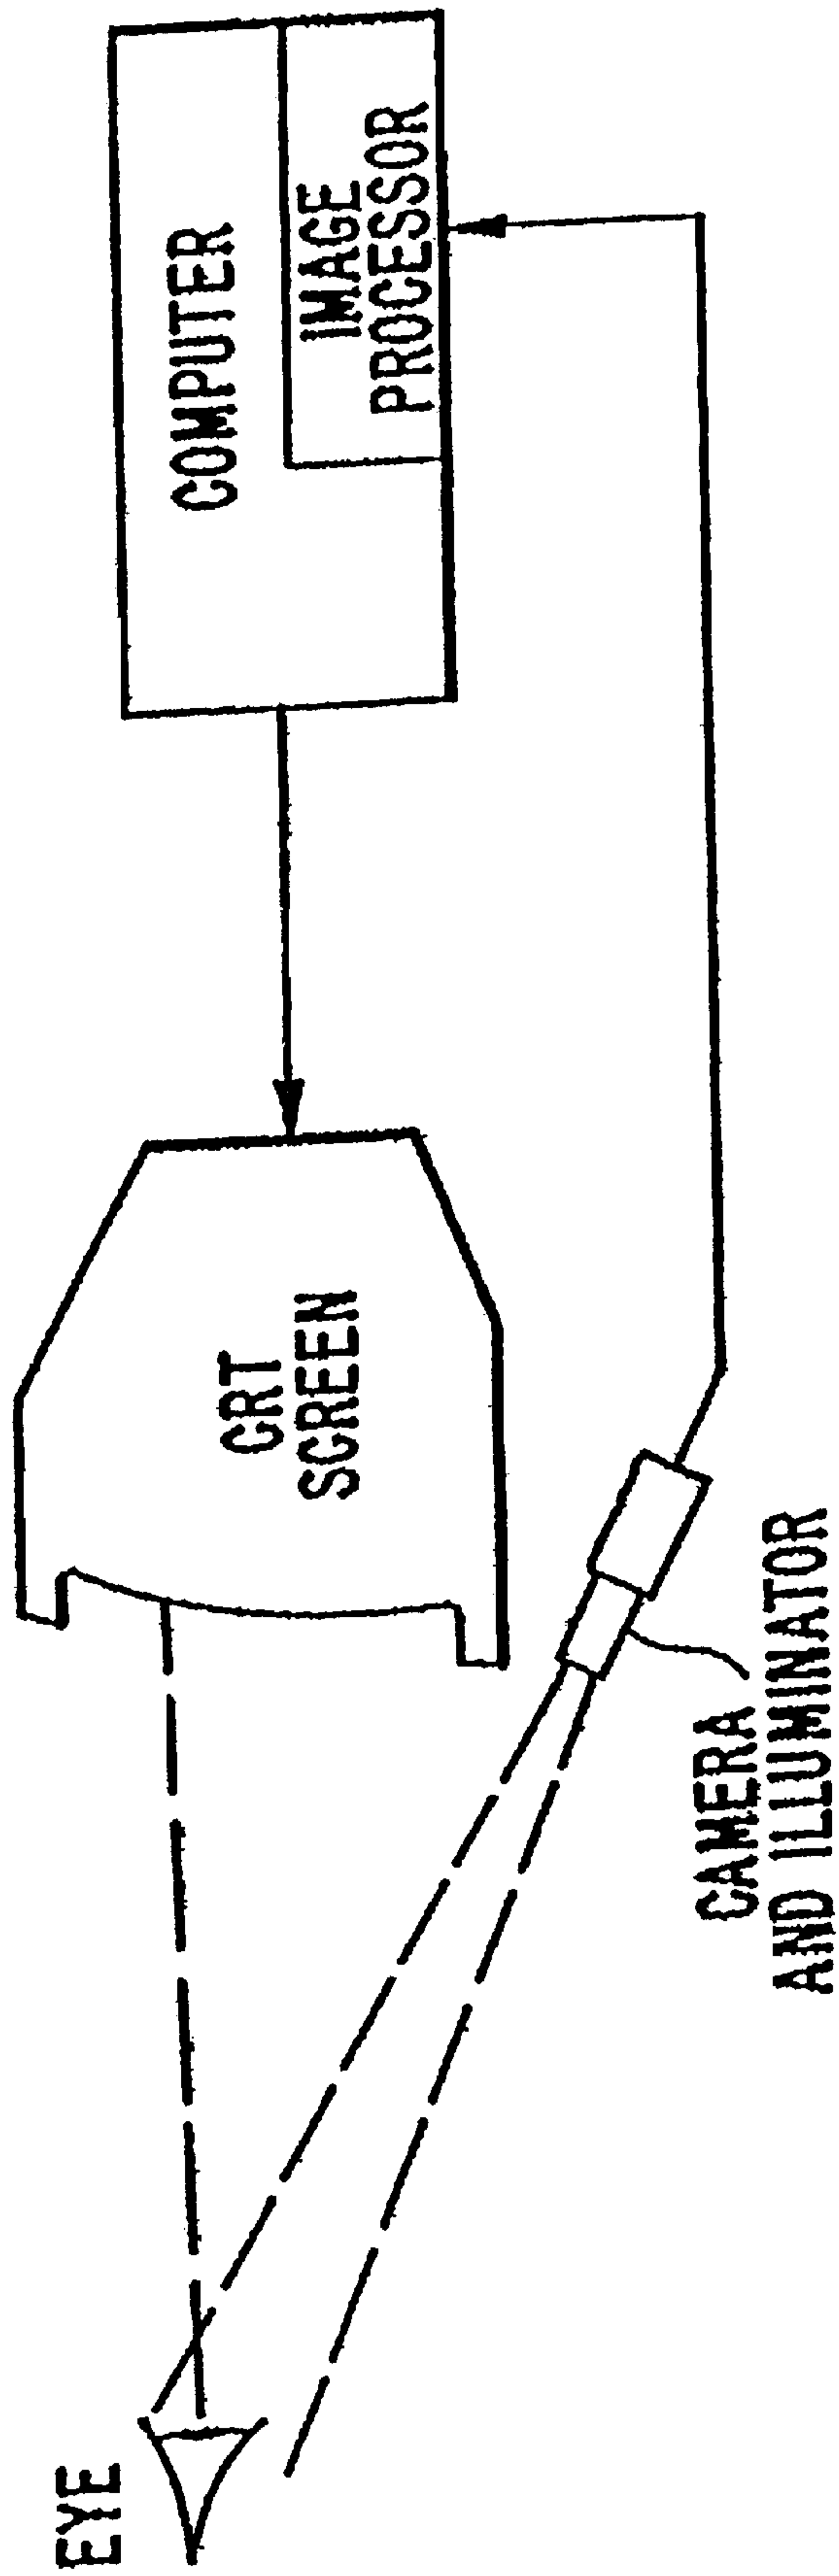 EYE
CRT
SCREEN
COMPUTER
IMAGE
PROCESSOR
CAMERA
AND ILLUMINATOR